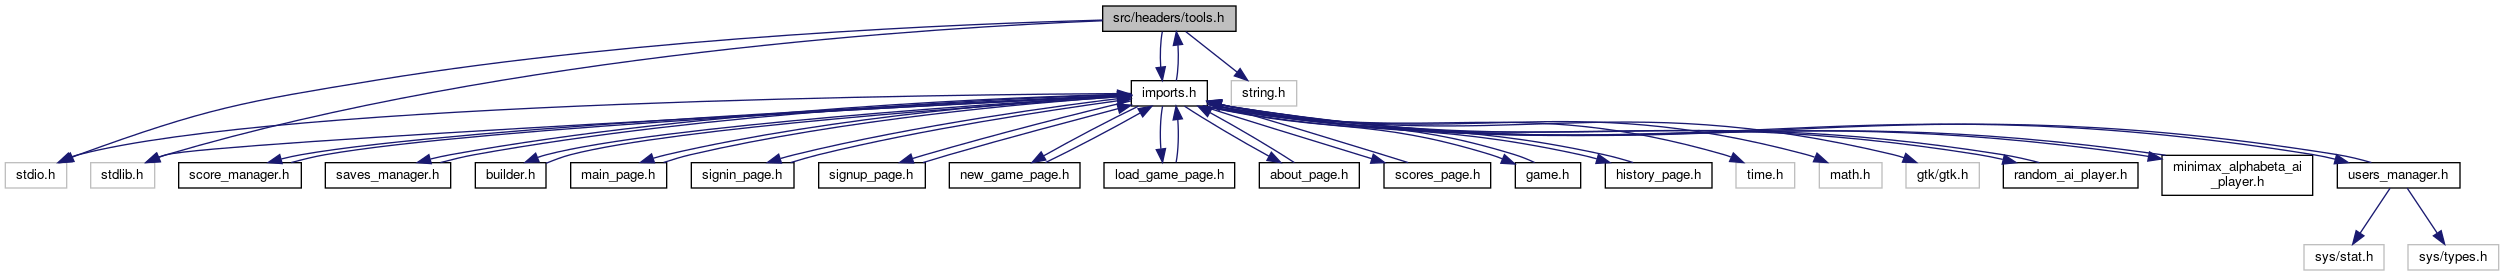 src/headers/tools.h
imports.h
string.h
stdio.h
stdlib.h
score_manager.h
saves_manager.h
builder.h
main_page.h
signin_page.h
signup_page.h
new_game_page.h
load_game_page.h
about_page.h
scores_page.h
game.h
history_page.h
time.h
math.h
gtk/gtk.h
random_ai_player.h
minimax_alphabeta_ai
_player.h
users_manager.h
sys/stat.h
sys/types.h